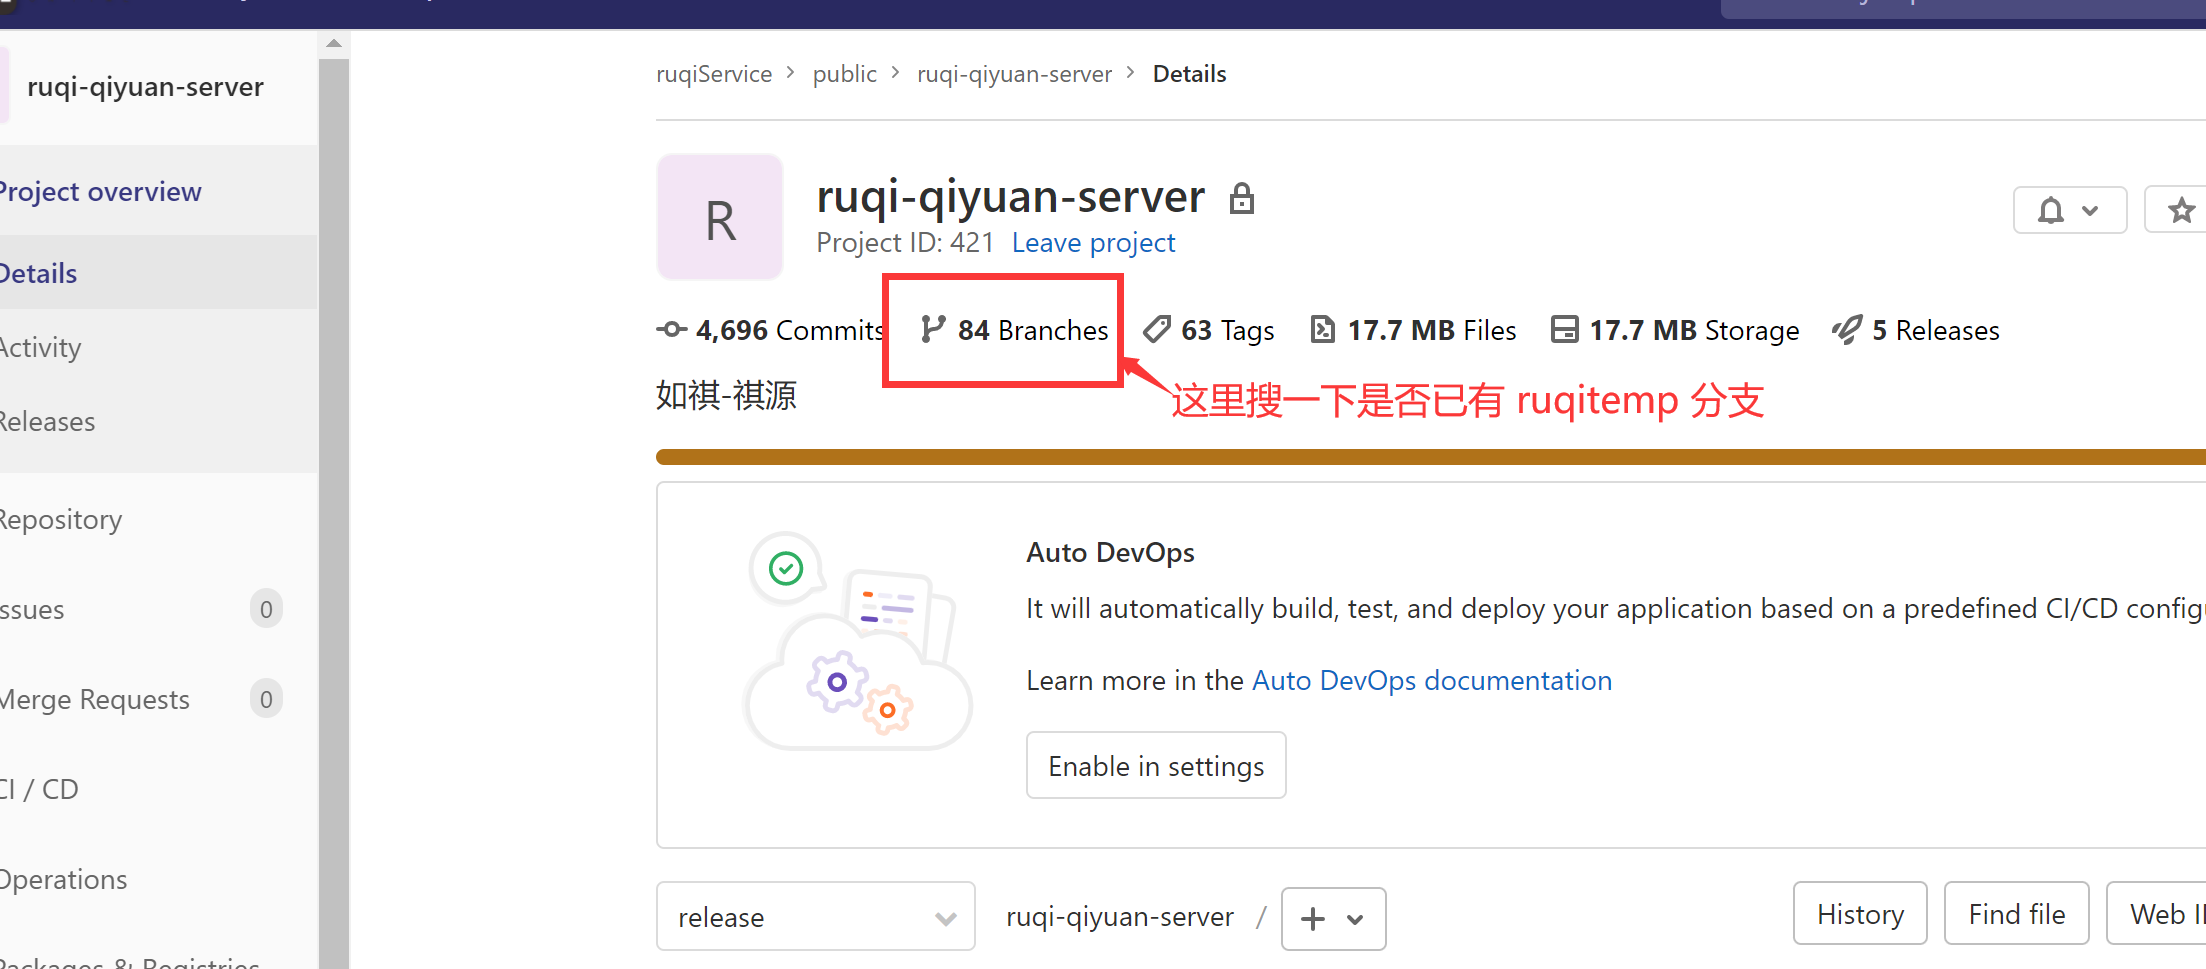 ruqi-qiyuan-server
Project overview
Details
Activity
Releases
Repository
Issues 0
Merge Requests 0
CI / CD
Operations
Packages & Registries
ruqiService > public > ruqi-qiyuan-server > Details
R
ruqi-qiyuan-server
Project ID: 421 Leave project
4,696 Commits 84 Branches 63 Tags 17.7 MB Files 17.7 MB Storage 5 Releases
如祺-祺源
这里搜一下是否已有 ruqitemp 分支
Auto DevOps
It will automatically build, test, and deploy your application based on a predefined CI/CD config
Learn more in the Auto DevOps documentation
Enable in settings
release ruqi-qiyuan-server / + History Find file Web I